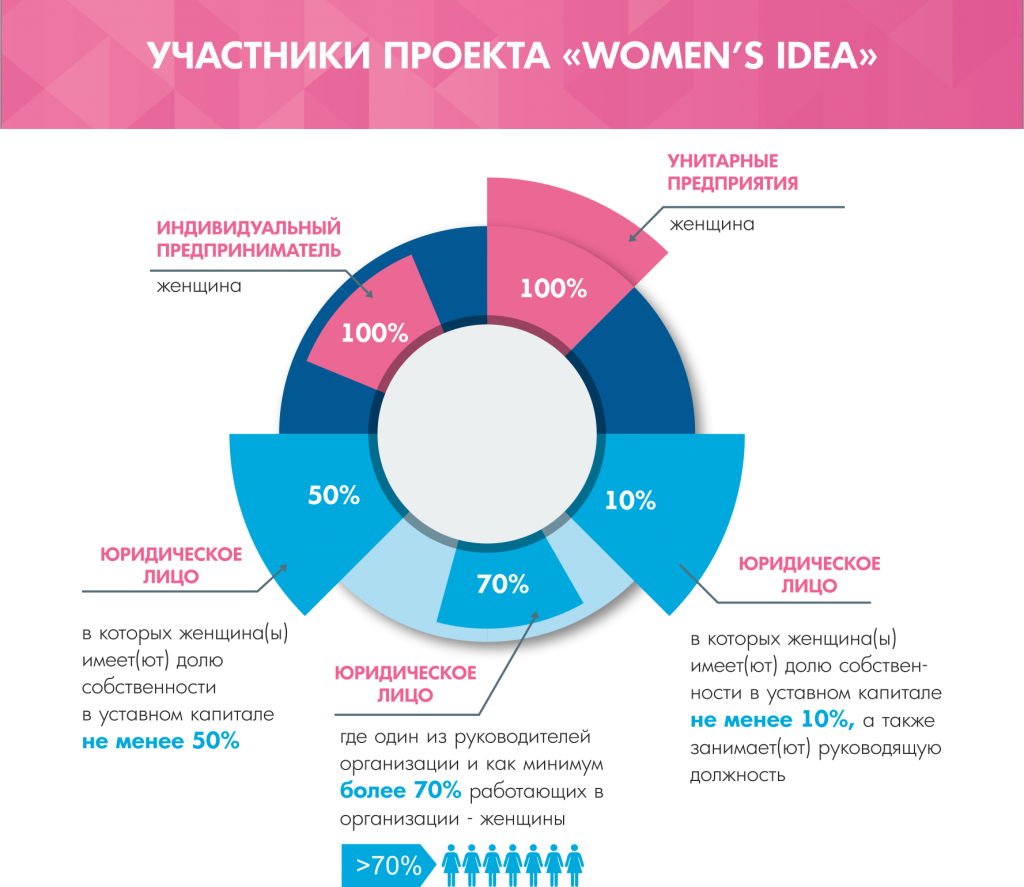 УЧАСТНИКИ ПРОЕКТА «WOMEN'S IDEA»
УНИТАРНЫЕ
ПРЕДПРИЯТИЯ
женщина
ИНДИВИДУАЛЬНЫЙ
ПРЕДПРИНИМАТЕЛЬ
женщина
100%
100%
50%
10%
70%
ЮРИДИЧЕСКОЕ
ЛИЦО
в которых женщина(ы)
имеет(ют) долю
собственности
в уставном капитале
не менее 50%
ЮРИДИЧЕСКОЕ
ЛИЦО
где один из руководителей
организации и как минимум
более 70% работающих в
организации - женщины
>70%
ЮРИДИЧЕСКОЕ
ЛИЦО
в которых женщина(ы)
имеет(ют) долю собствен-
ности в уставном капитале
не менее 10%, а также
занимает(ют) руководящую
должность